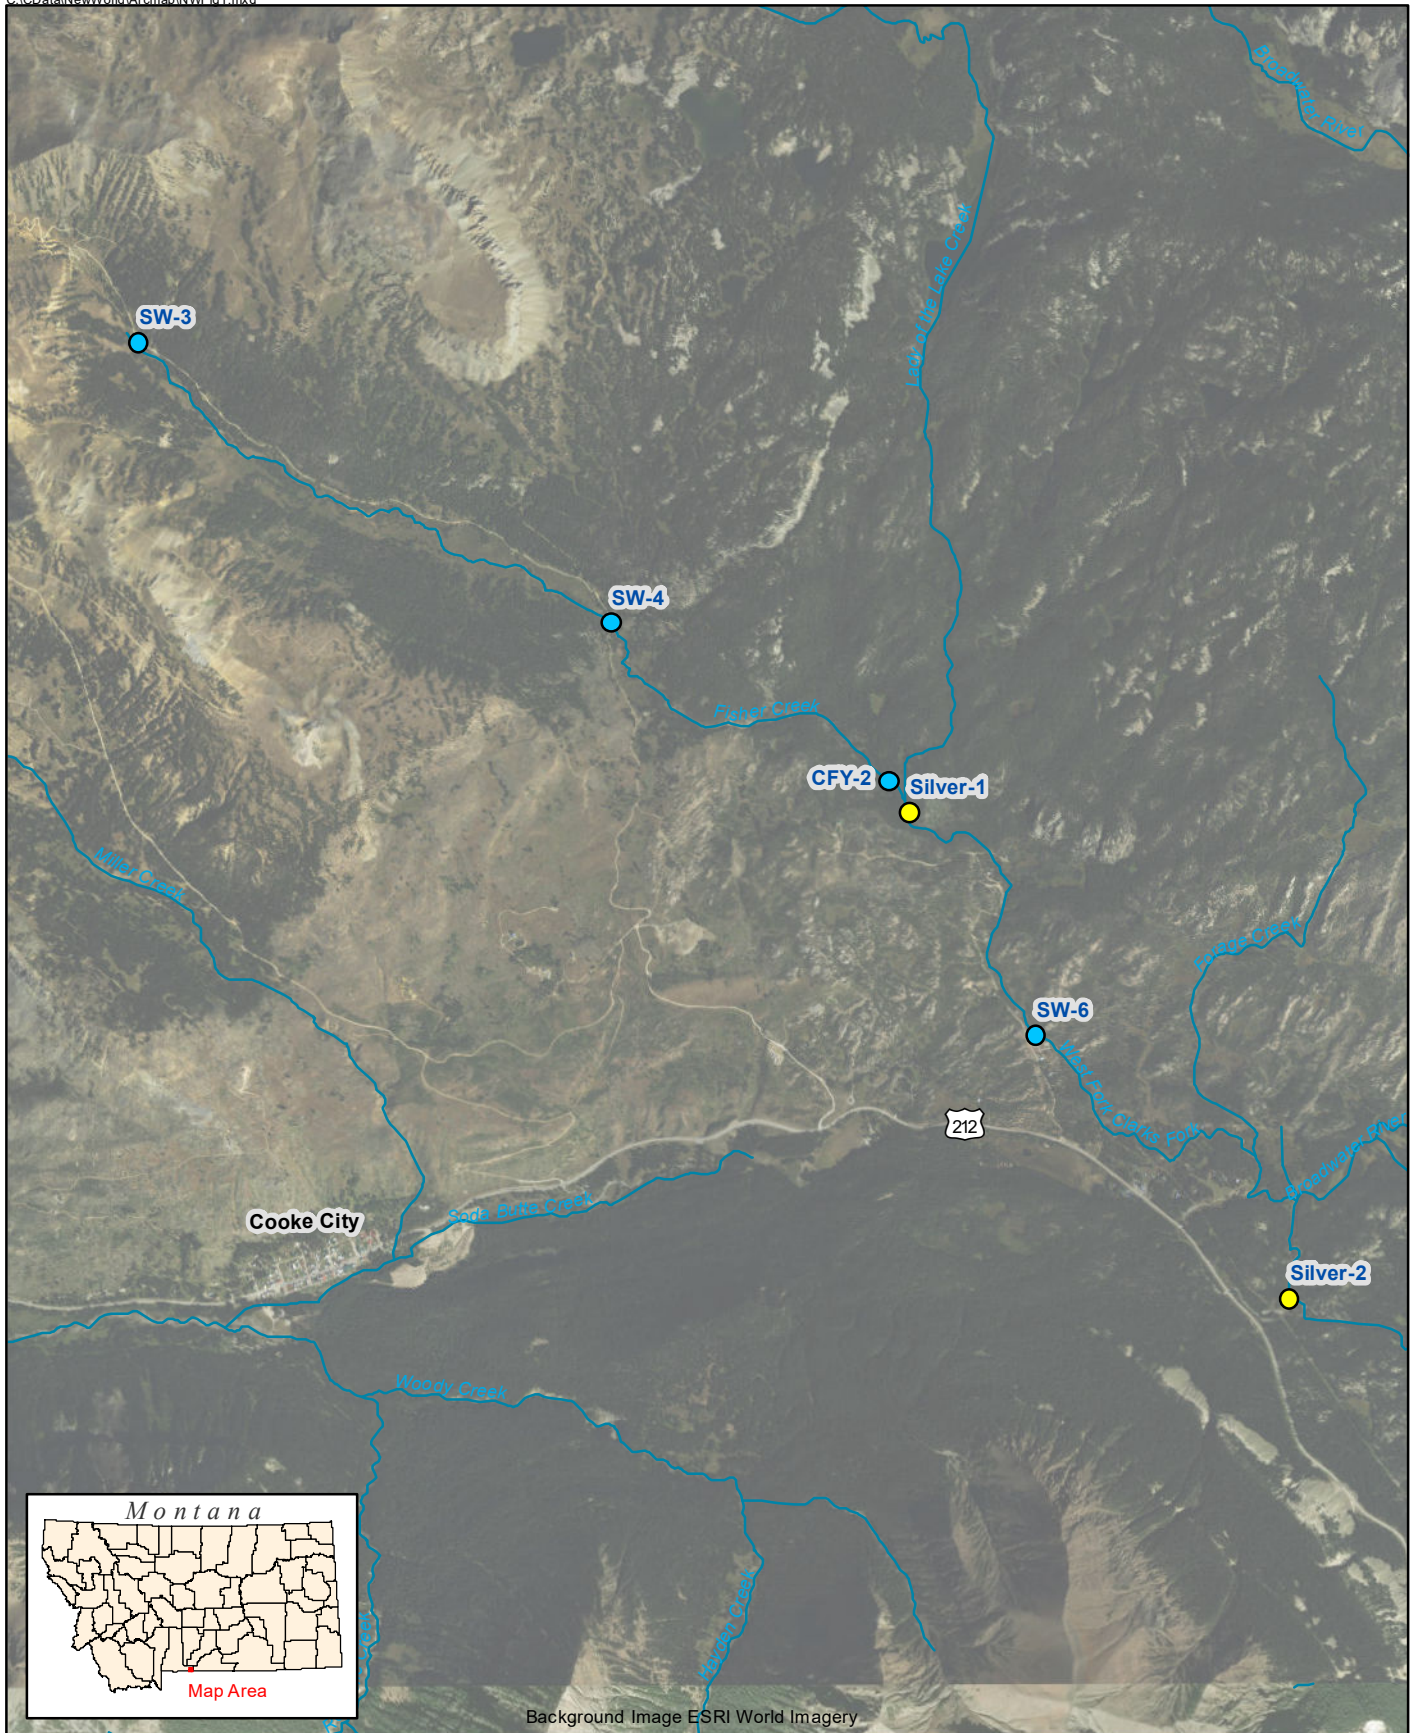 Broadwater River
Lady of the Lake Creek
SW-3
SW-4
Fisher Creek
CFY-2
Silver-1
Miller Creek
Fottage Creek
SW-6
West Fork Clarks Fork
212
Broadwater River
Soda Butte Creek
Cooke City
Silver-2
Woody Creek
Montana
Hayden Creek
Creek
Map Area
Background Image ESRI World Imagery